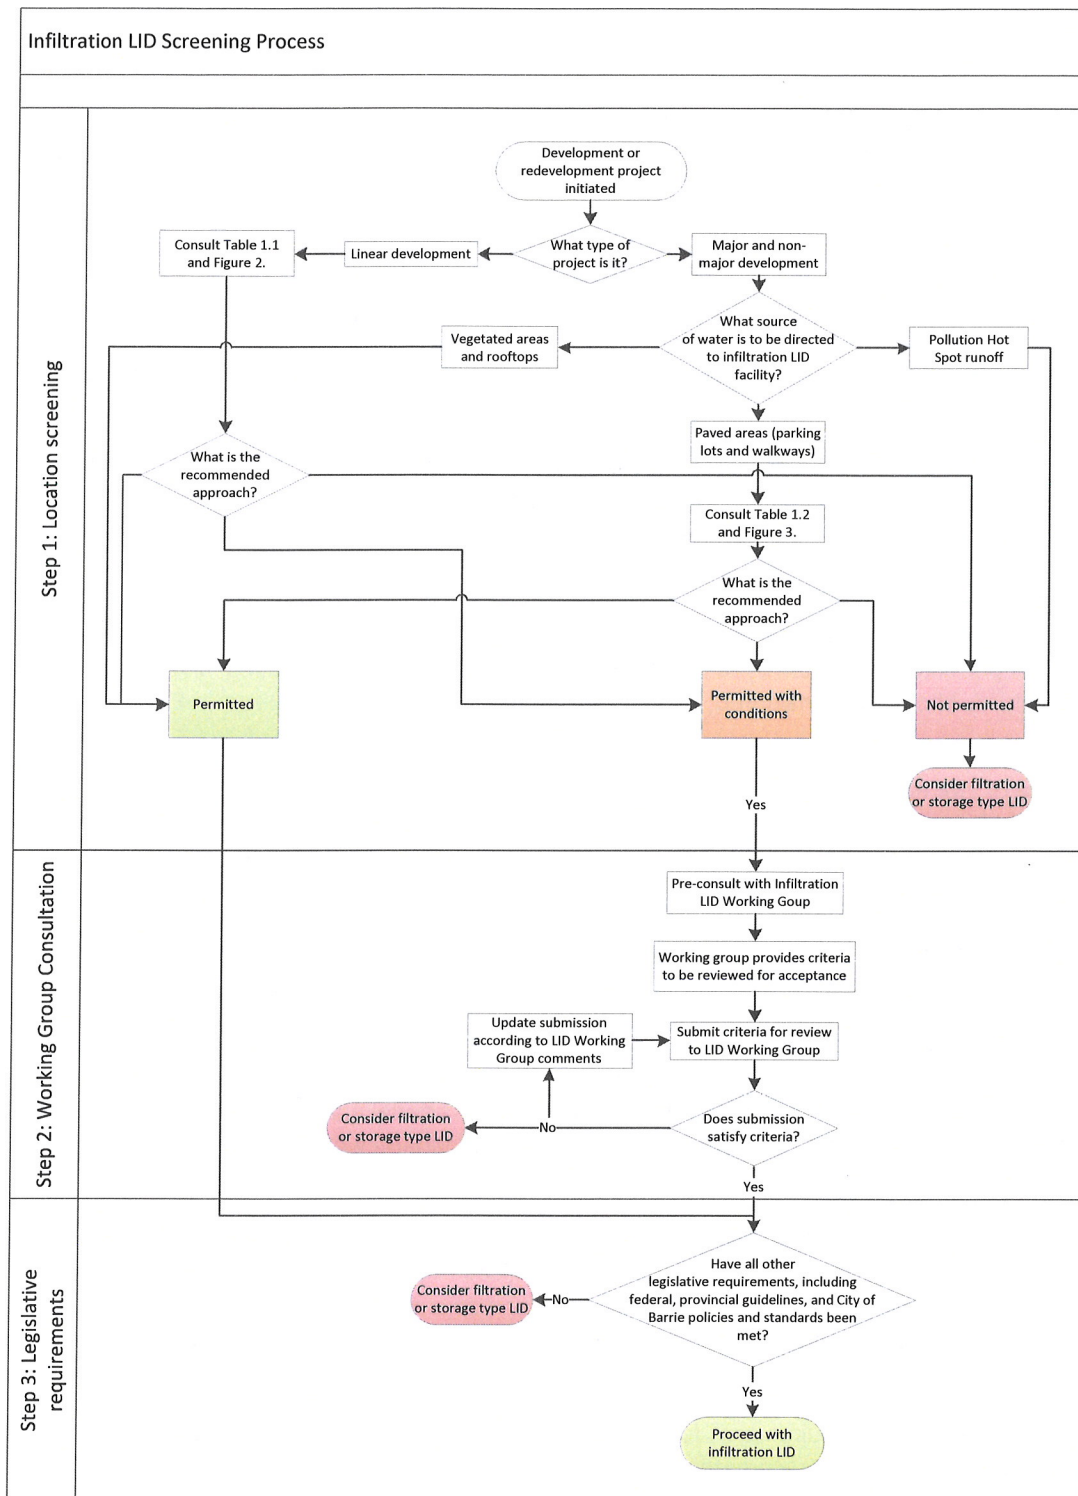 Infiltration LID Screening Process
Step 1: Location screening
Development or
redevelopment project
initiated
What type of
project is it?
Linear development
Consult Table 1.1
and Figure 2.
Major and non-
major development
What source
of water is to be directed
to infiltration LID
facility?
Vegetated areas
and rooftops
Pollution Hot
Spot runoff
Paved areas (parking
lots and walkways)
What is the
recommended
approach?
Consult Table 1.2
and Figure 3.
What is the
recommended
approach?
Permitted
Permitted with
conditions
Not permitted
Consider filtration
or storage type LID
Yes
Step 2: Working Group Consultation
Pre-consult with Infiltration
LID Working Goup
Working group provides criteria
to be reviewed for acceptance
Update submission
according to LID Working
Group comments
Submit criteria for review
to LID Working Group
Does submission
satisfy criteria?
No
Consider filtration
or storage type LID
Yes
Step 3: Legislative
requirements
Have all other
legislative requirements, including
federal, provincial guidelines, and City of
Barrie policies and standards been
met?
No
Consider filtration
or storage type LID
Yes
Proceed with
infiltration LID